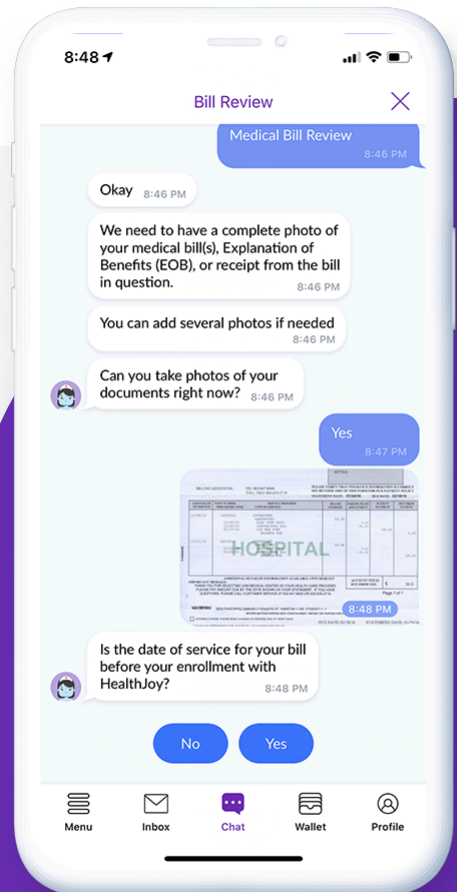 8:48
Bill Review
Medical Bill Review
8:46 PM
Okay 8:46 PM
We need to have a complete photo of
your medical bill(s), Explanation of
Benefits (EOB), or receipt from the bill
in question.
8:46 PM
You can add several photos if needed
8:46 PM
Can you take photos of your
documents right now? 8:46 PM
Yes
8:47 PM
HOSPITAL
Page 1 of 1
8:48 PM
Is the date of service for your bill
before your enrollment with
HealthJoy?
8:48 PM
No Yes
Menu Inbox Chat Wallet Profile